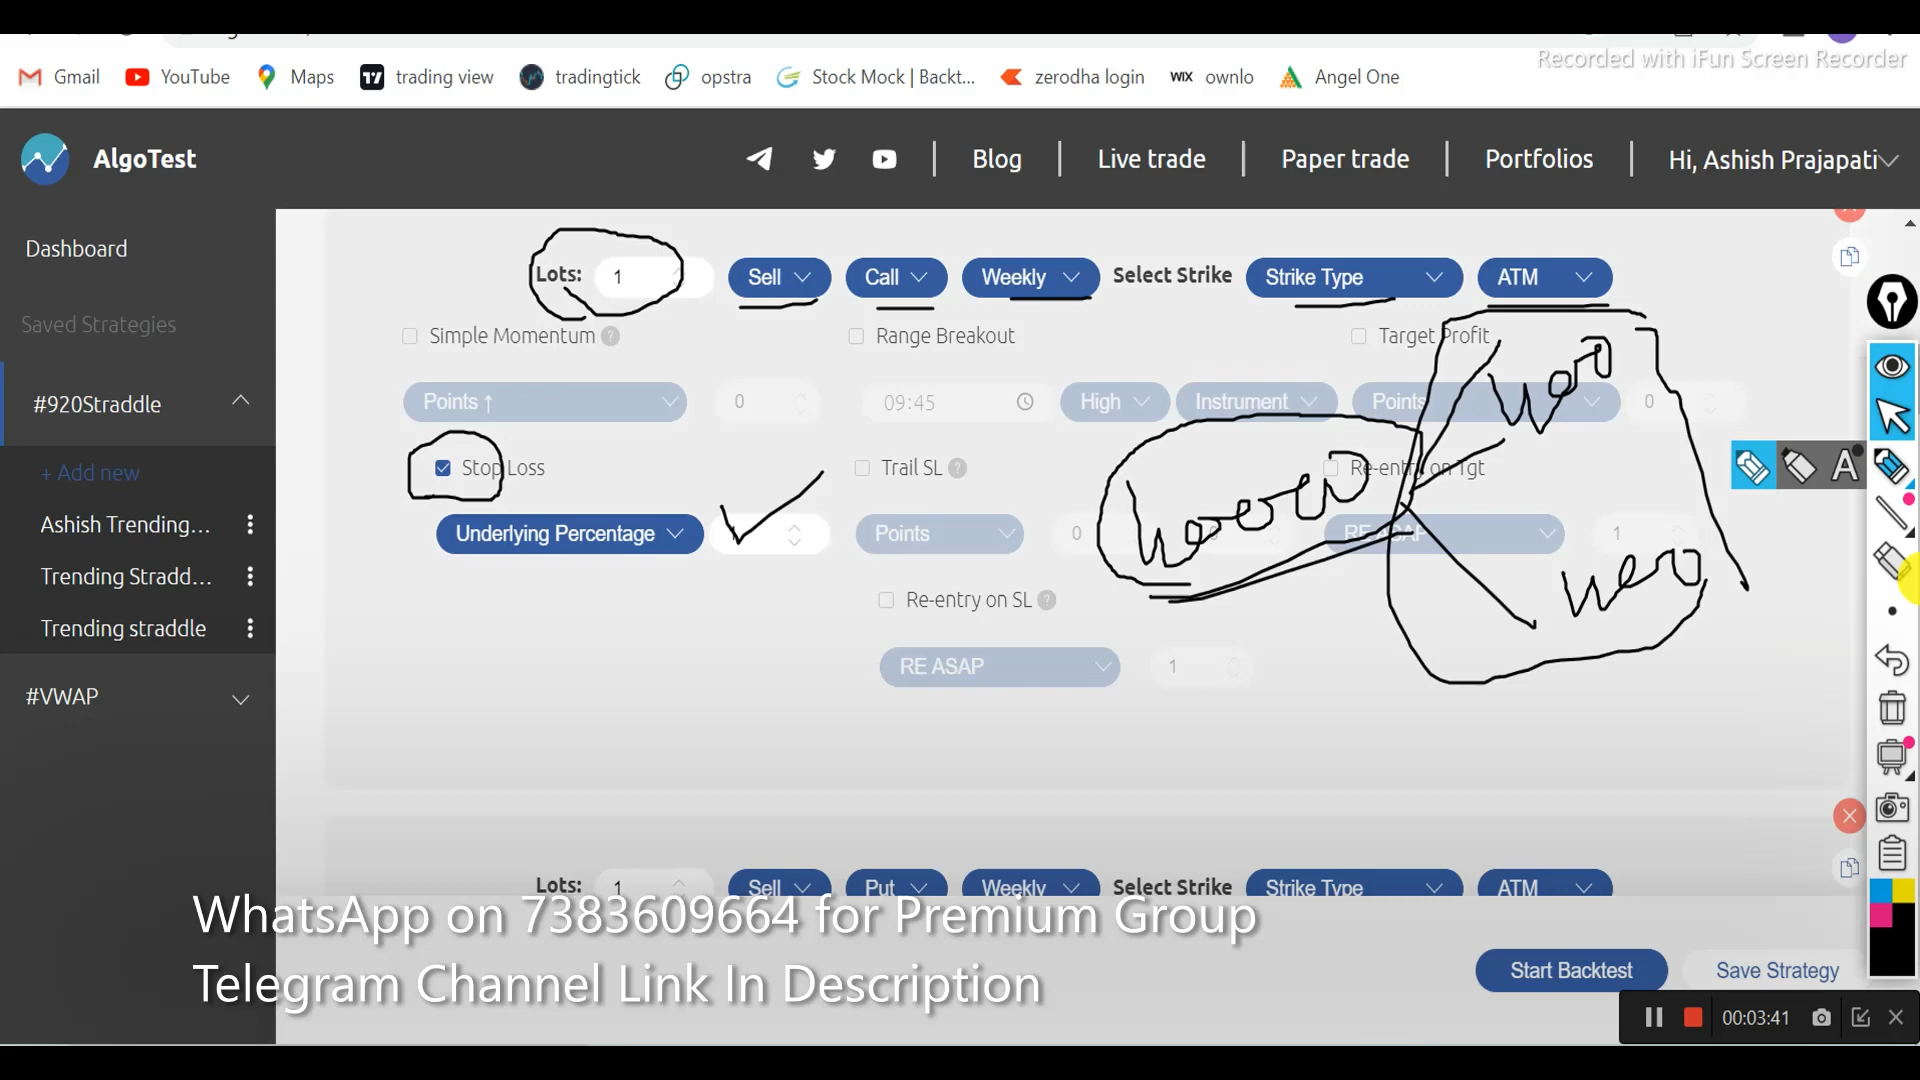 Recorded with iFun Screen Recorder
Gmail YouTube Maps trading view tradingtick opstra Stock Mock | Backt... zerodha login WIX ownlo Angel One
AlgoTest Blog Live trade Paper trade Portfolios Hi, Ashish Prajapati
Dashboard
Saved Strategies
#920Straddle
+ Add new
Ashish Trending...
Trending Stradd...
Trending straddle
#VWAP
Lots: 1 Sell Call Weekly Select Strike Strike Type ATM
Simple Momentum ? Range Breakout Target Profit
Points ↑ 0 09:45 High Instrument Points 0
Stop Loss Trail SL ? Re-entry on Tgt
Underlying Percentage Points 0 0 RE ASAP 1
Re-entry on SL ?
RE ASAP 1
Lots: 1 Sell Put Weekly Select Strike Strike Type ATM
WhatsApp on 7383609664 for Premium Group
Telegram Channel Link In Description
Start Backtest Save Strategy
00:03:41
A